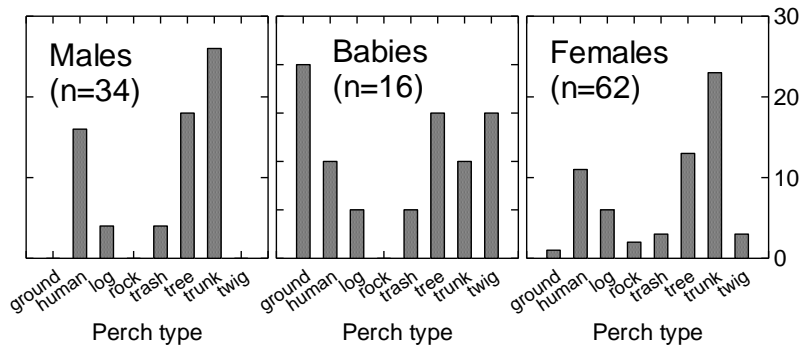 Males
(n=34)
Babies
(n=16)
Females
(n=62)
30
20
10
0
ground human log rock trash tree trunk twig
ground human log rock trash tree trunk twig
ground human log rock trash tree trunk twig
Perch type
Perch type
Perch type